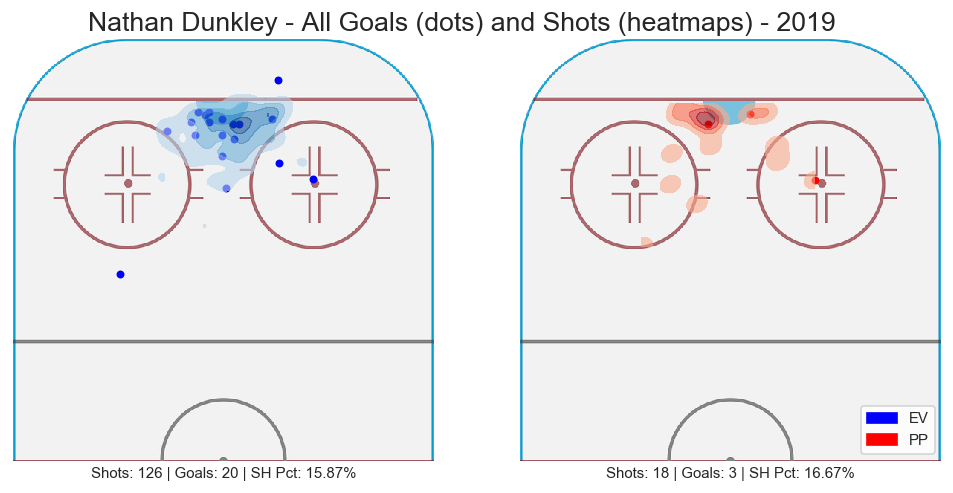 Nathan Dunkley - All Goals (dots) and Shots (heatmaps) - 2019
EV
PP
Shots: 126 | Goals: 20 | SH Pct: 15.87%
Shots: 18 | Goals: 3 | SH Pct: 16.67%